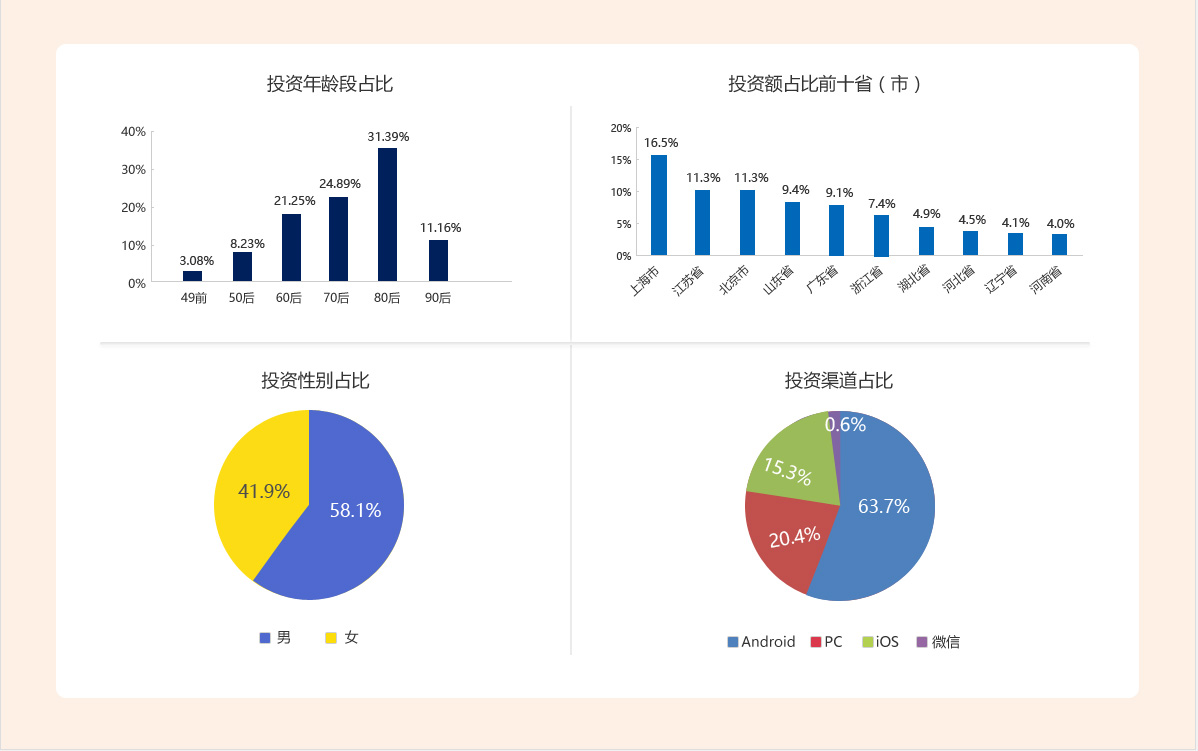 投资年龄段占比
40%
30%
20%
10%
0%
3.08%
8.23%
21.25%
24.89%
31.39%
11.16%
49前 50后 60后 70后 80后 90后
投资额占比前十省（市）
20%
15%
10%
5%
0%
16.5%
11.3%
11.3%
9.4%
9.1%
7.4%
4.9%
4.5%
4.1%
4.0%
上海市
江苏省
北京市
山东省
广东省
浙江省
湖北省
河北省
辽宁省
河南省
投资性别占比
41.9%
58.1%
男 女
投资渠道占比
0.6%
15.3%
63.7%
20.4%
Android PC iOS 微信